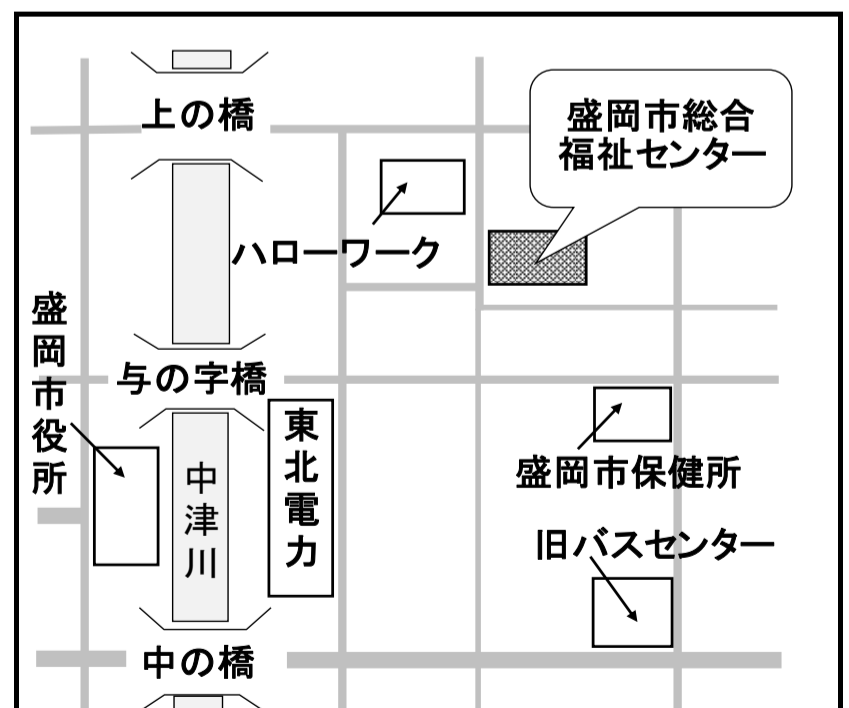 上の橋
盛岡市総合
福祉センター
ハローワーク
盛岡市役所
与の字橋
東北電力
中津川
盛岡市保健所
旧バスセンター
中の橋